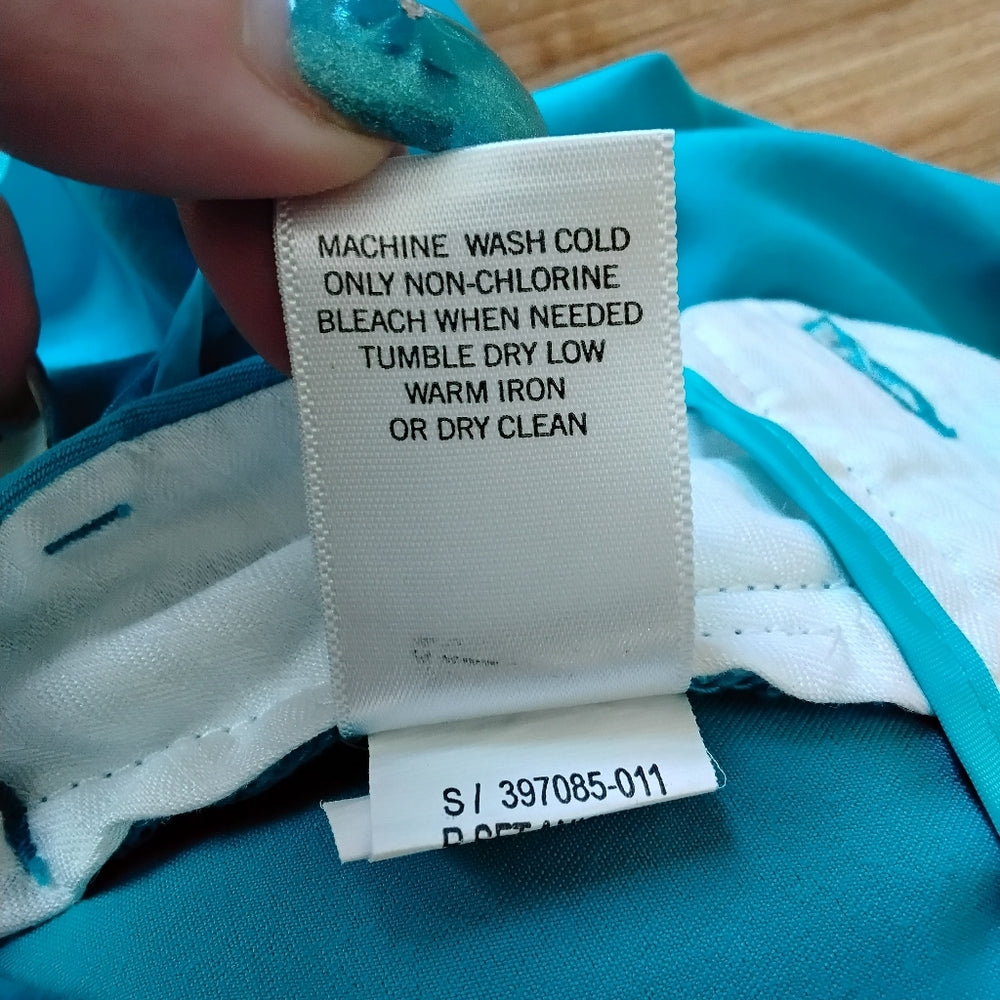 MACHINE WASH COLD
ONLY NON-CHLORINE
BLEACH WHEN NEEDED
TUMBLE DRY LOW
WARM IRON
OR DRY CLEAN
S / 397085-011